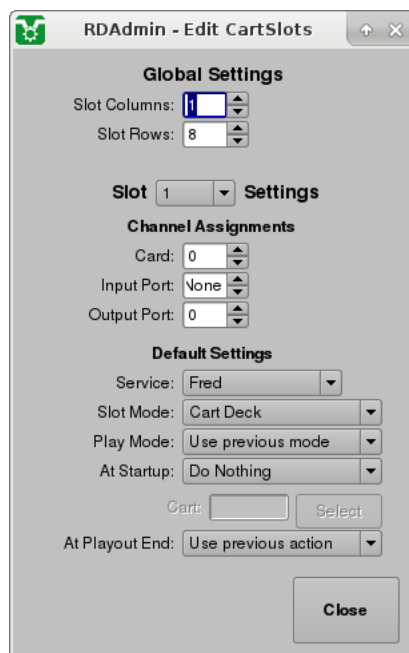 RDAdmin - Edit CartSlots
Global Settings
Slot Columns: 1
Slot Rows: 8
Slot 1 Settings
Channel Assignments
Card: 0
Input Port: None
Output Port: 0
Default Settings
Service: Fred
Slot Mode: Cart Deck
Play Mode: Use previous mode
At Startup: Do Nothing
Cart: Select
At Playout End: Use previous action
Close